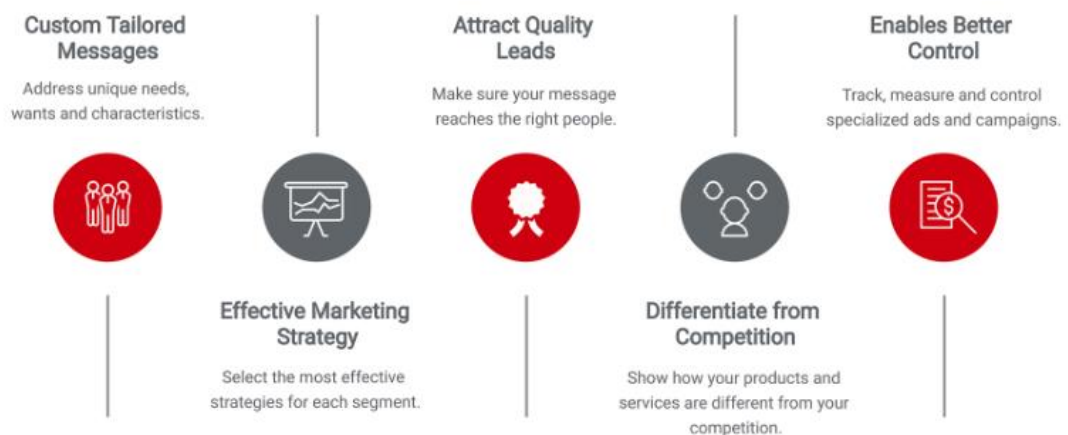 Custom Tailored
Messages
Address unique needs,
wants and characteristics.
Attract Quality
Leads
Make sure your message
reaches the right people.
Enables Better
Control
Track, measure and control
specialized ads and campaigns.
$
Effective Marketing
Strategy
Select the most effective
strategies for each segment.
Differentiate from
Competition
Show how your products and
services are different from your
competition.